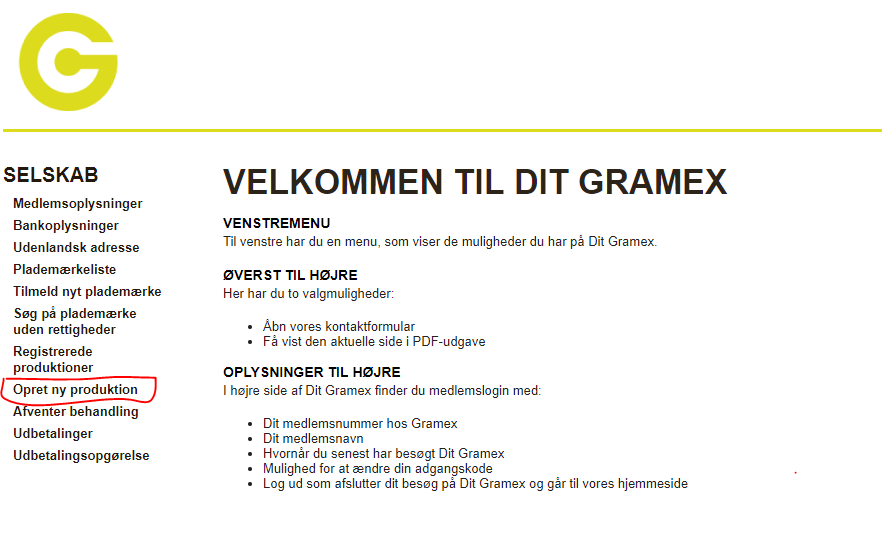 SELSKAB
Medlemsoplysninger
Bankoplysninger
Udenlandsk adresse
Plademærkeliste
Tilmeld nyt plademærke
Søg på plademærke
uden rettigheder
Registrerede
produktioner
Opret ny produktion
Afventer behandling
Udbetalinger
Udbetalingsopgørelse
VELKOMMEN TIL DIT GRAMEX
VENSTREMENU
Til venstre har du en menu, som viser de muligheder du har på Dit Gramex.
ØVERST TIL HØJRE
Her har du to valgmuligheder:
• Åbn vores kontaktformular
• Få vist den aktuelle side i PDF-udgave
OPLYSNINGER TIL HØJRE
I højre side af Dit Gramex finder du medlemslogin med:
• Dit medlemsnummer hos Gramex
• Dit medlemsnavn
• Hvornår du senest har besøgt Dit Gramex
• Mulighed for at ændre din adgangskode
• Log ud som afslutter dit besøg på Dit Gramex og går til vores hjemmeside